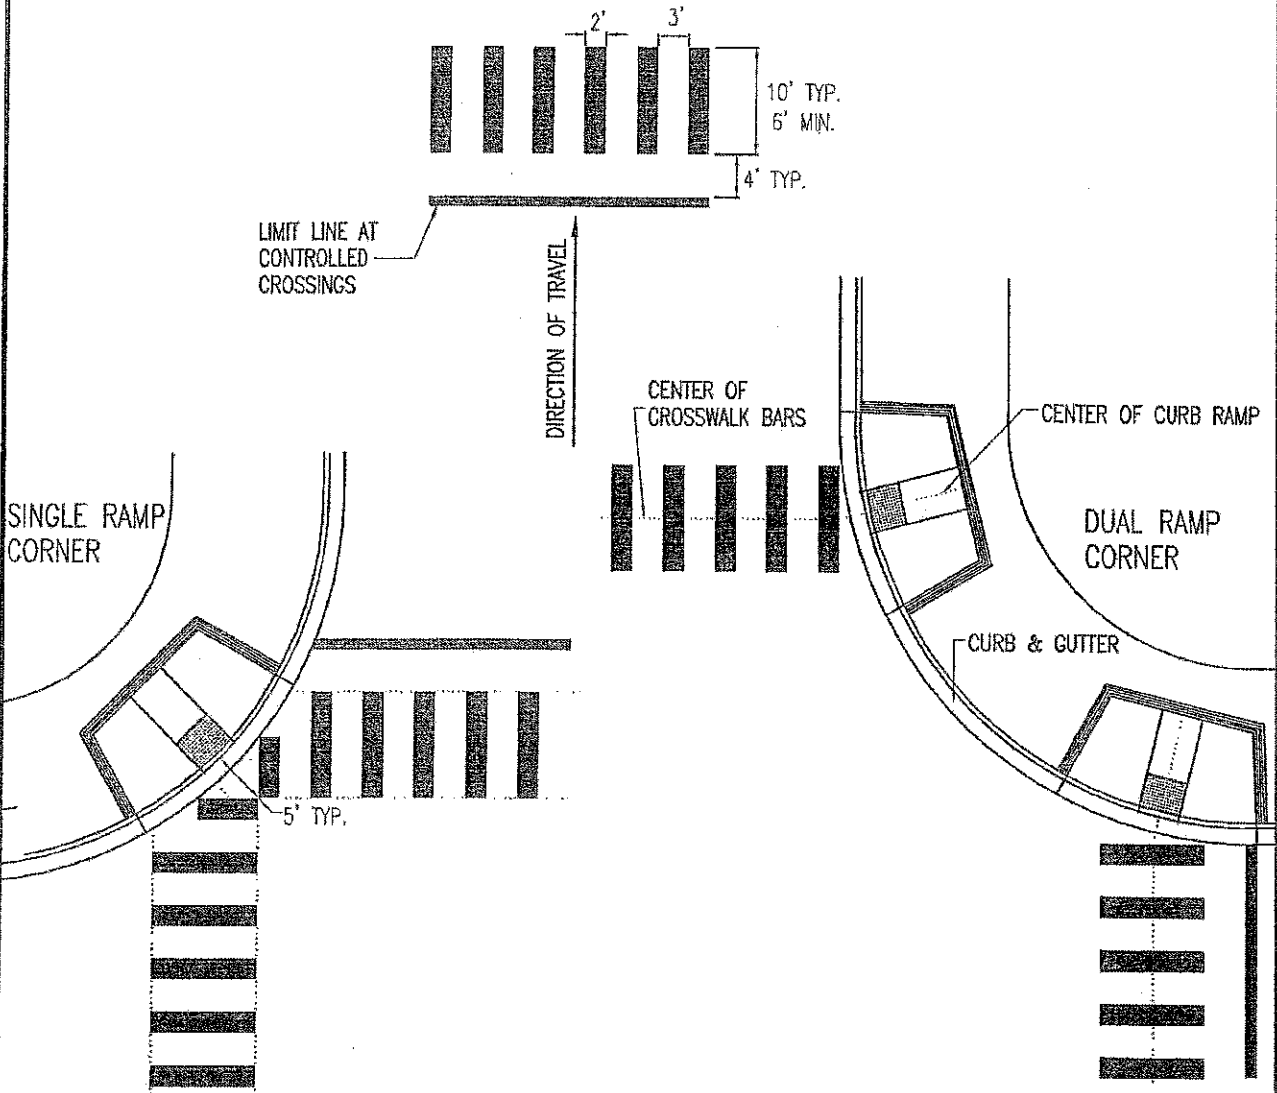 2'
3'
10' TYP.
6' MIN.
4' TYP.
LIMIT LINE AT
CONTROLLED
CROSSINGS
DIRECTION OF TRAVEL
CENTER OF
CROSSWALK BARS
CENTER OF CURB RAMP
SINGLE RAMP
CORNER
DUAL RAMP
CORNER
CURB & GUTTER
5' TYP.